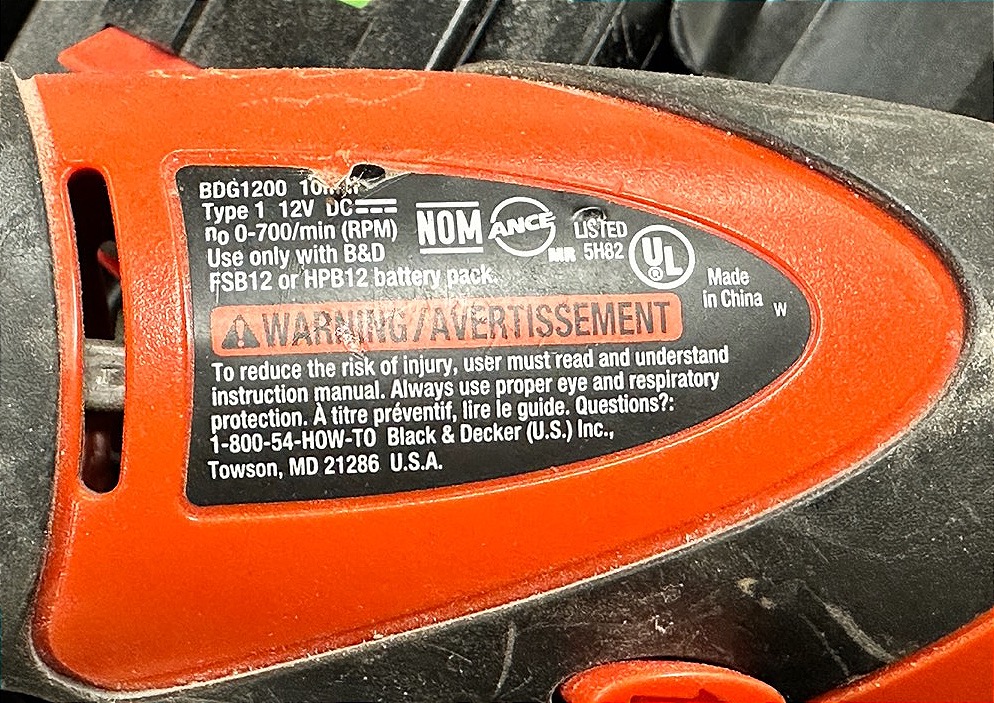 BDG1200
Type 1 12V DC
no 0-700/min (RPM)
Use only with B&D
FSB12 or HPB12 battery pack.
NOM
ANCE
LISTED
MR 5H82
UL
®
Made
in China
W
WARNING/AVERTISSEMENT
To reduce the risk of injury, user must read and understand
instruction manual. Always use proper eye and respiratory
protection. À titre préventif, lire le guide. Questions?:
1-800-54-HOW-TO Black & Decker (U.S.) Inc.,
Towson, MD 21286 U.S.A.